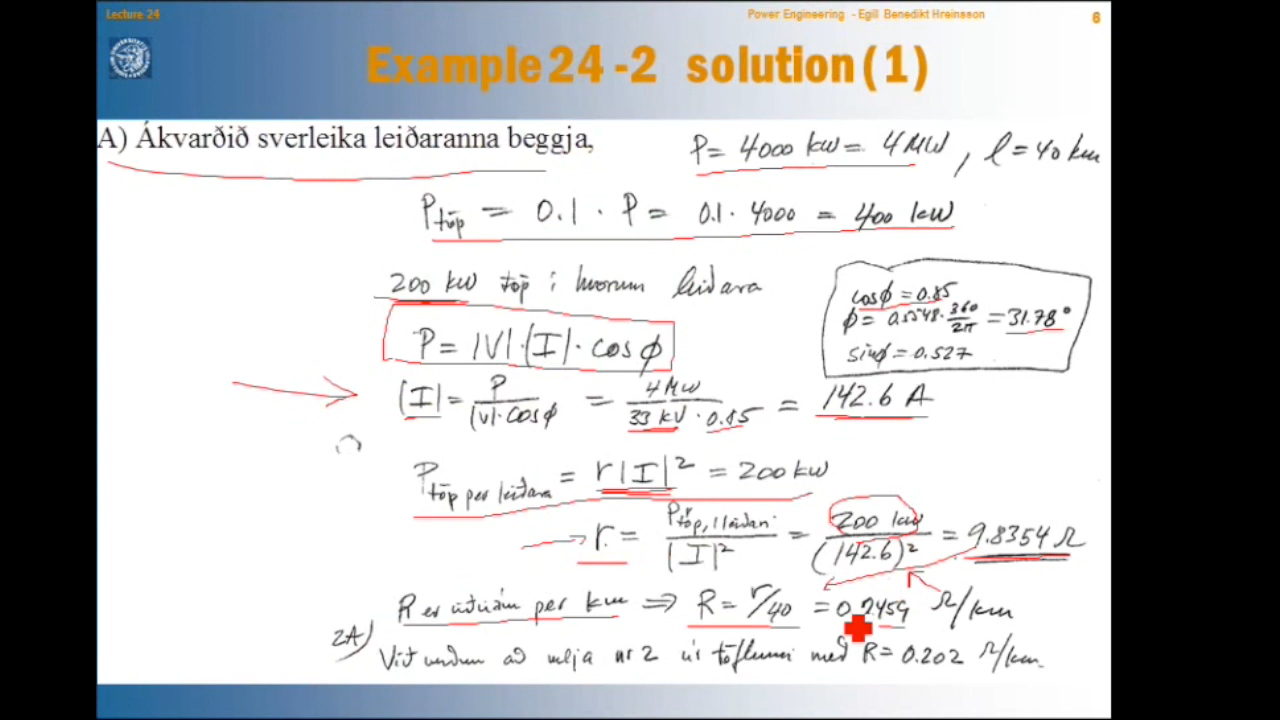 Lecture 24
Power Engineering - Egill Benedikt Hreinsson
6
Example 24 -2 solution ( 1 )
A) Ákvarðið sverleika leiðaranna beggja,
P = 4000 kW = 4 MW , l = 40 km
P töp = 0.1 · P = 0.1 · 4000 = 400 kW
200 kW töp í hvorum leiðara
cosϕ = 0.85
ϕ = 0.5548 · 360/2π = 31.78°
sinϕ = 0.527
P = |V| · |I| · cos ϕ
|I| = P / |V| · cosϕ = 4 MW / 33 kV · 0.85 = 142.6 A
P töp per leiðara = r |I|² = 200 kW
r = P töp, 1 leiðari / |I|² = 200 kW / (142.6)² = 9.8354 Ω
R er viðnám per km ⇒ R = r/40 = 0.2459 Ω/km
2A)
Við verðum að velja nr 2 úr töflunni með R = 0.202 Ω/km